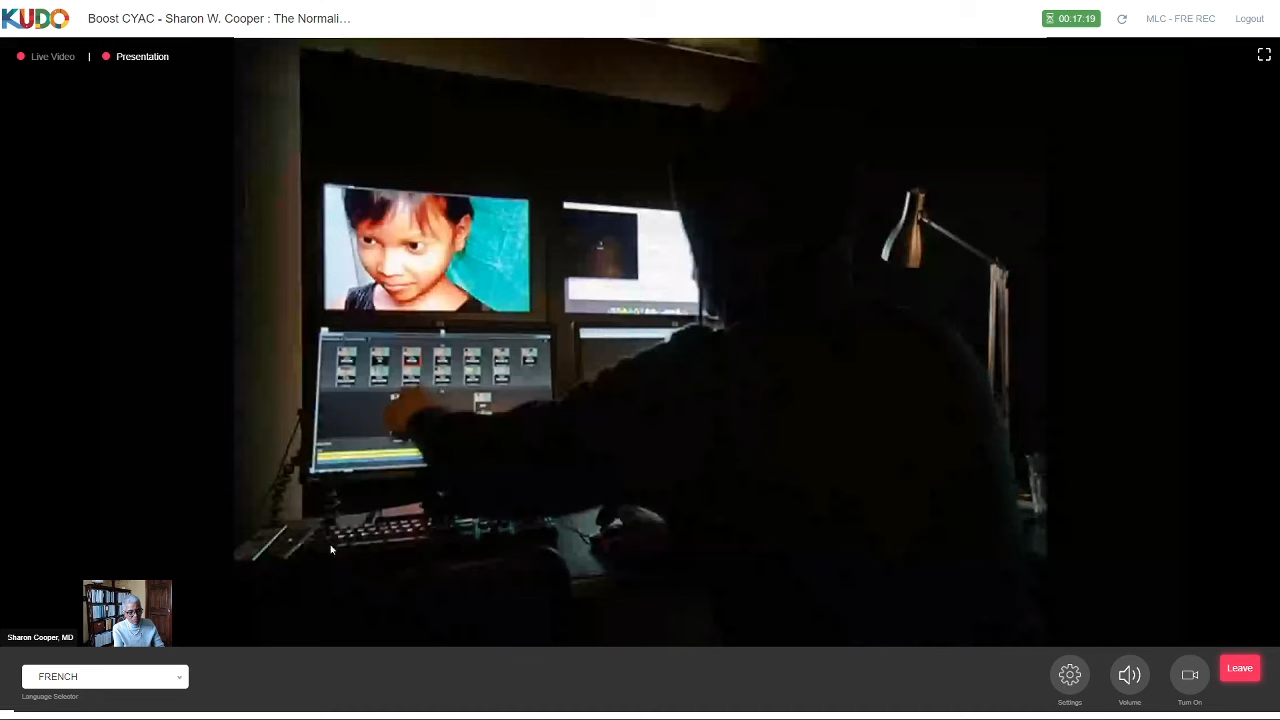 KUDO
Boost CYAC - Sharon W. Cooper : The Normali...
00:17:19
MLC - FRE REC
Logout
Live Video
|
Presentation
Sharon Cooper, MD
FRENCH
Language Selector
Settings
Volume
Turn On
Leave